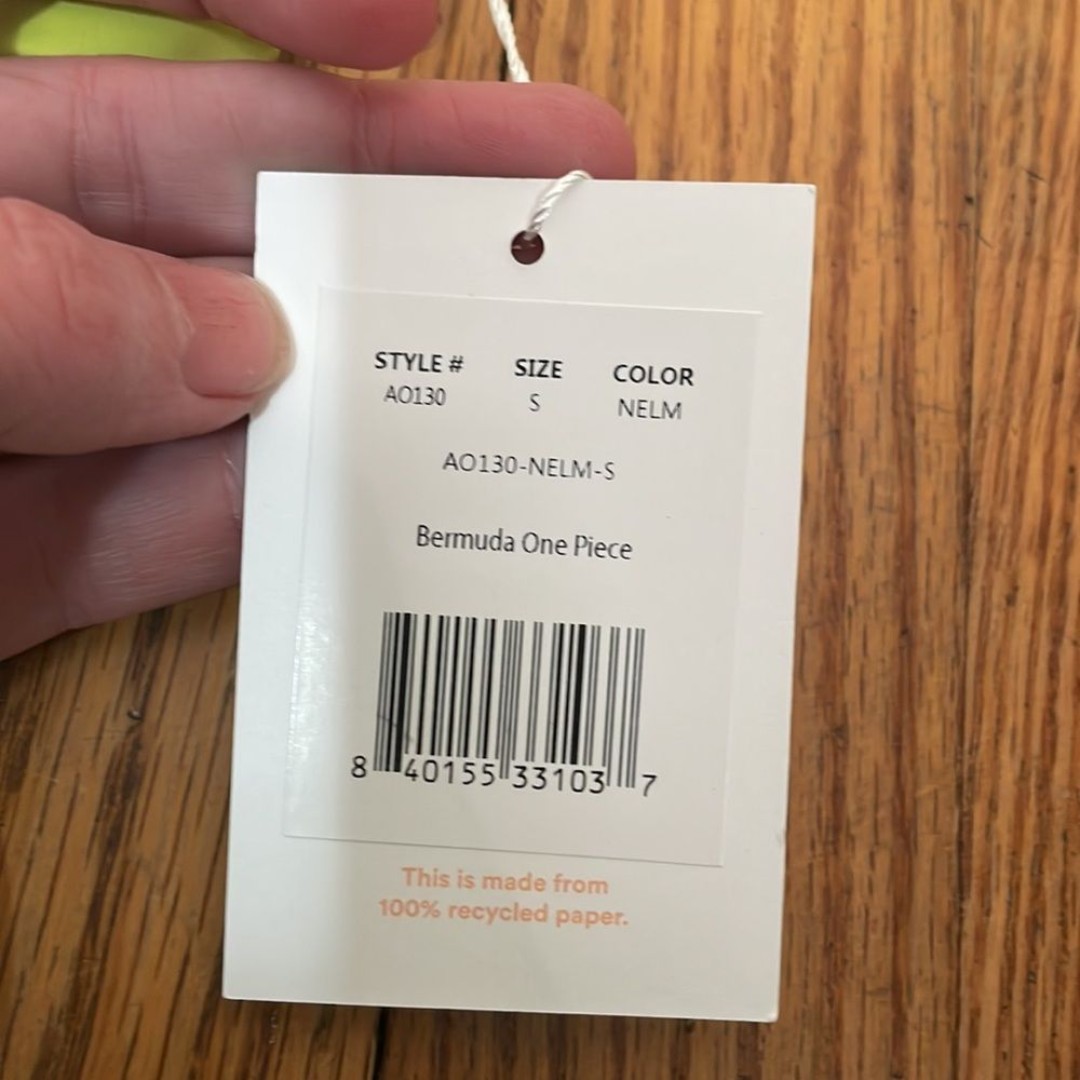 STYLE # SIZE COLOR
AO130 S NELM
AO130-NELM-S
Bermuda One Piece
8 40155 33103 7
This is made from
100% recycled paper.